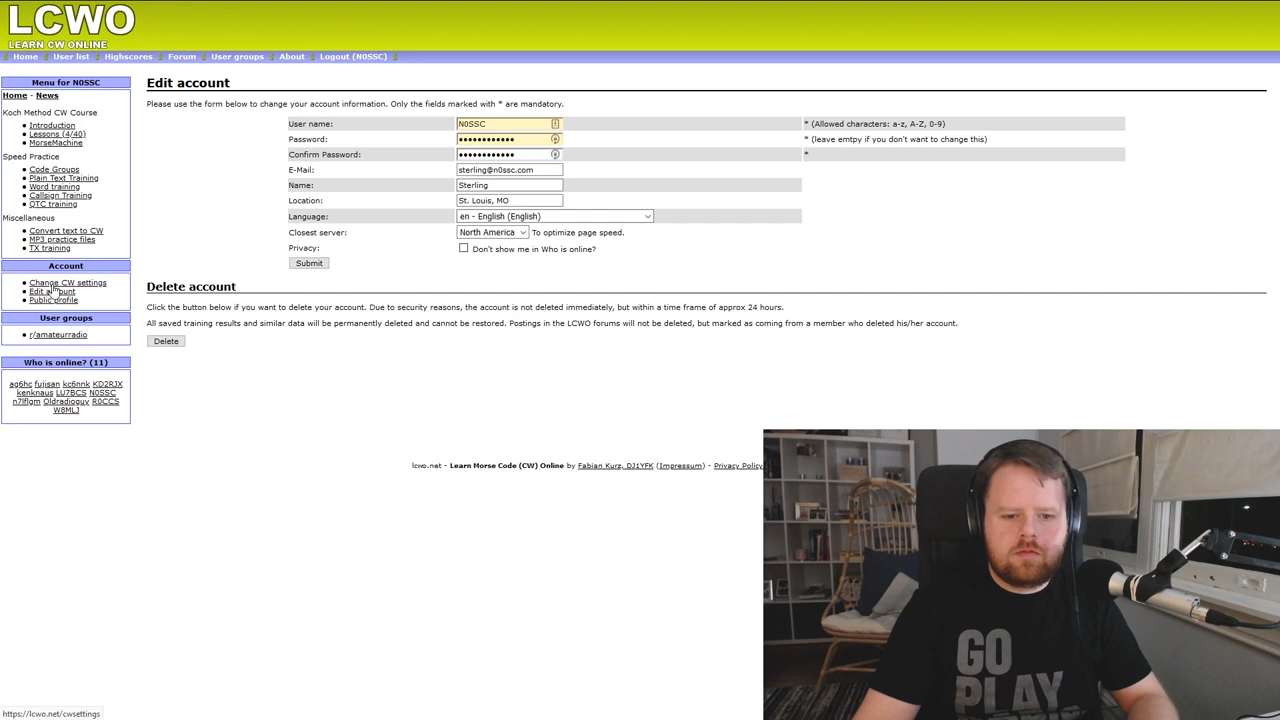 LCWO
LEARN CW ONLINE
Home User list Highscores Forum User groups About Logout (N0SSC)
Menu for N0SSC
Home - News
Koch Method CW Course
Introduction
Lessons (4/40)
MorseMachine
Speed Practice
Code Groups
Plain Text Training
Word training
Callsign Training
QTC training
Miscellaneous
Convert text to CW
MP3 practice files
TX training
Account
Change CW settings
Edit account
Public profile
User groups
r/amateurradio
Who is online? (11)
ag6hc fujisan kc6nnk KD2RJX
kenknaus LU7BCS N0SSC
n7lflgm Oldradioguy R0CCS
W8MLJ
Edit account
Please use the form below to change your account information. Only the fields marked with * are mandatory.
User name: N0SSC * (Allowed characters: a-z, A-Z, 0-9)
Password: •••••••••••• * (leave emtpy if you don't want to change this)
Confirm Password: •••••••••••• *
E-Mail: sterling@n0ssc.com
Name: Sterling
Location: St. Louis, MO
Language: en - English (English)
Closest server: North America To optimize page speed.
Privacy: Don't show me in Who is online?
Submit
Delete account
Click the button below if you want to delete your account. Due to security reasons, the account is not deleted immediately, but within a time frame of approx 24 hours.
All saved training results and similar data will be permanently deleted and cannot be restored. Postings in the LCWO forums will not be deleted, but marked as coming from a member who deleted his/her account.
Delete
lcwo.net - Learn Morse Code (CW) Online by Fabian Kurz, DJ1YFK (Impressum) - Privacy Policy
GO
PLAY
https://lcwo.net/cwsettings